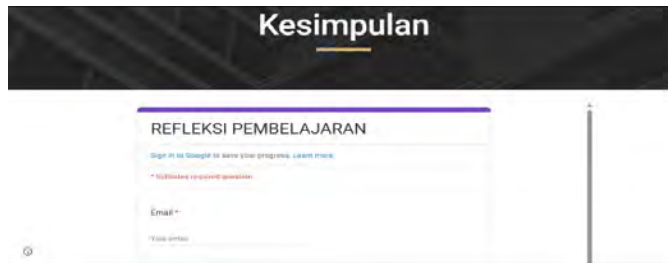 Kesimpulan
REFLEKSI PEMBELAJARAN
Sign in to Google to save your progress. Learn more
* Indicates required question
Email *
Your email